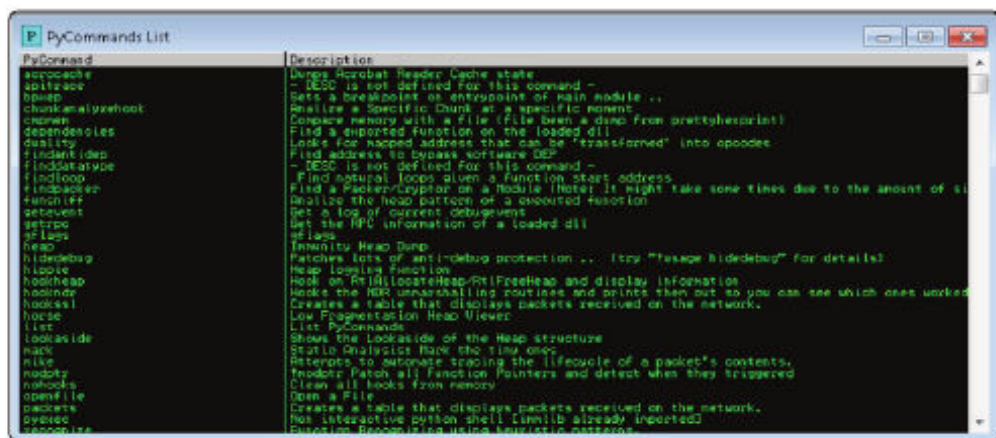 PyCommands List
PyCommand Description
acrocache Dumps Acrobat Reader Cache state
apitrace - DESC is not defined for this command -
bpxep Sets a breakpoint on entrypoint of main module ..
chunkanalyzehook Analize a Specific Chunk at a specific moment
cmpmem Compare memory with a file (file been a dump from prettyhexprint)
dependencies Find a exported function on the loaded dll
duality Looks for mapped address that can be "transformed" into opcodes
findantidep Find address to bypass software DEP
finddatatype - DESC is not defined for this command -
findloop Find natural loops given a function start address
findpacker Find a Packer/Cryptor on a Module (Note: It might take some times due to the amount of si
funsniff Analize the heap pattern of a executed function
getevent Get a log of current debugevent
getrpc Get the RPC information of a loaded dll
gflags gflags
heap Immunity Heap Dump
hidedebug Patches lots of anti-debug protection .. (try "!usage hidedebug" for details)
hippie Heap logging function
hookheap Hook on RtlAllocateHeap/RtlFreeHeap and display information
hookndr Hooks the NDR unmarshalling routines and prints them out so you can see which ones worked
hookssl Creates a table that displays packets received on the network.
horse Low Fragmentation Heap Viewer
list List PyCommands
lookaside Shows the Lookaside of the Heap structure
mark Static Analysis: Mark the tiny ones
mike Attempts to automate tracing the lifecycle of a packet's contents.
modptr !modptr Patch all Function Pointers and detect when they triggered
nohooks Clean all hooks from memory
openfile Open a File
packets Creates a table that displays packets received on the network.
pyexec Non interactive python shell [immlib already imported]
recognize Function Recognizing using heuristic patterns.